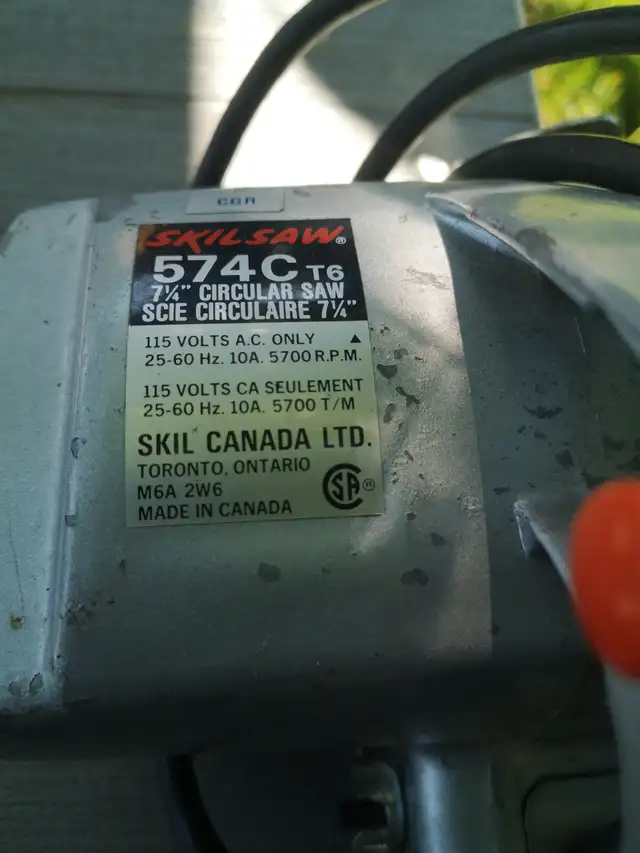 CGR
SKILSAW®
574C T6
7¼" CIRCULAR SAW
SCIE CIRCULAIRE 7¼"
115 VOLTS A.C. ONLY ▲
25-60 Hz. 10A. 5700 R.P.M.
115 VOLTS CA SEULEMENT
25-60 Hz. 10A. 5700 T/M
SKIL CANADA LTD.
TORONTO, ONTARIO
M6A 2W6
MADE IN CANADA
SA®